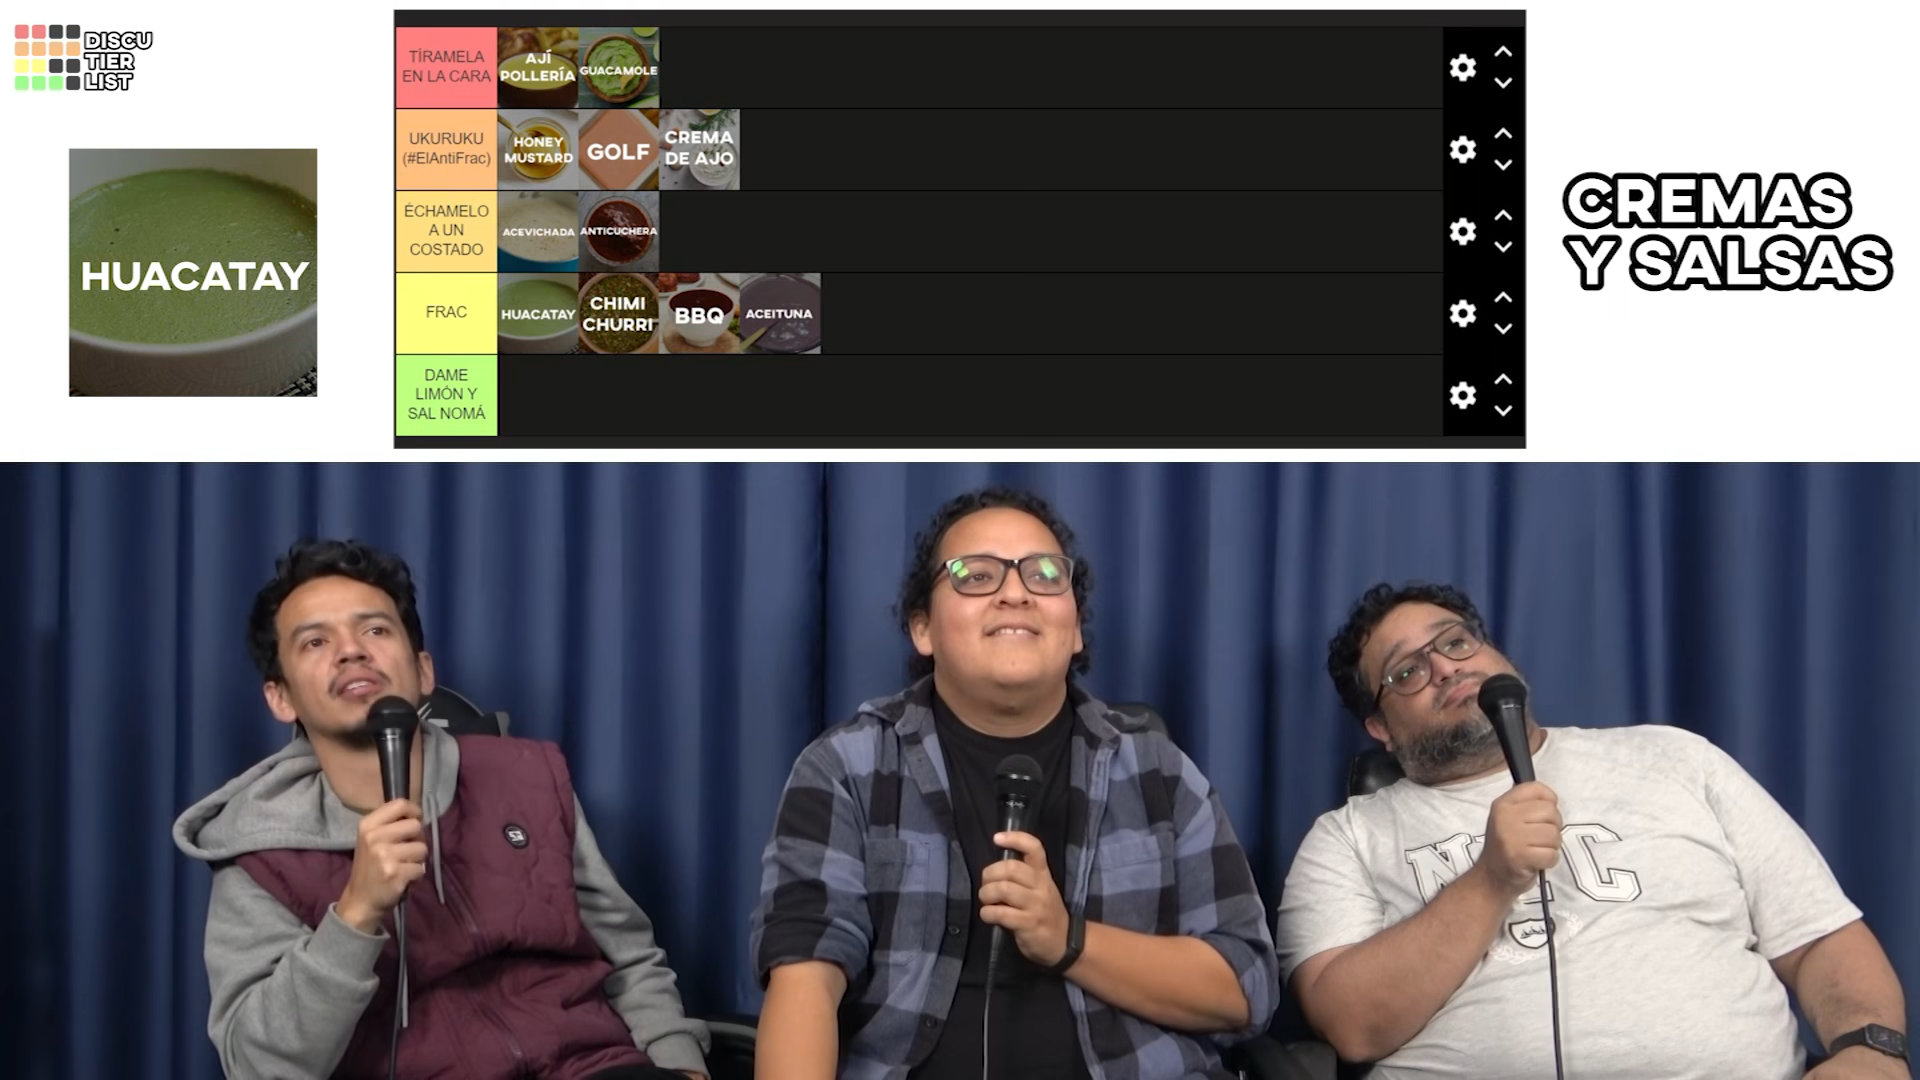 DISCU
TIER
LIST
HUACATAY
TÍRAMELA
EN LA CARA
AJÍ
POLLERÍA
GUACAMOLE
UKURUKU
(#ElAntiFrac)
HONEY
MUSTARD
GOLF
CREMA
DE AJO
ÉCHAMELO
A UN
COSTADO
ACEVICHADA
ANTICUCHERA
FRAC
HUACATAY
CHIMI
CHURRI
BBQ
ACEITUNA
DAME
LIMÓN Y
SAL NOMÁ
CREMAS
Y SALSAS